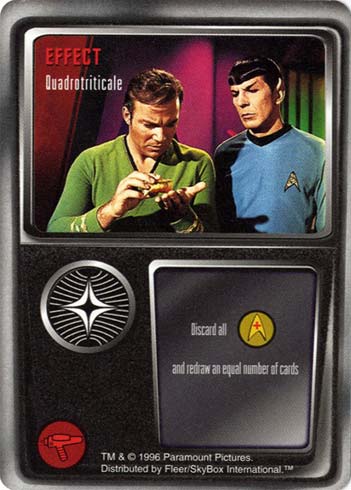 EFFECT
Quadrotriticale
Discard all
and redraw an equal number of cards
TM & © 1996 Paramount Pictures.
Distributed by Fleer/SkyBox International.™